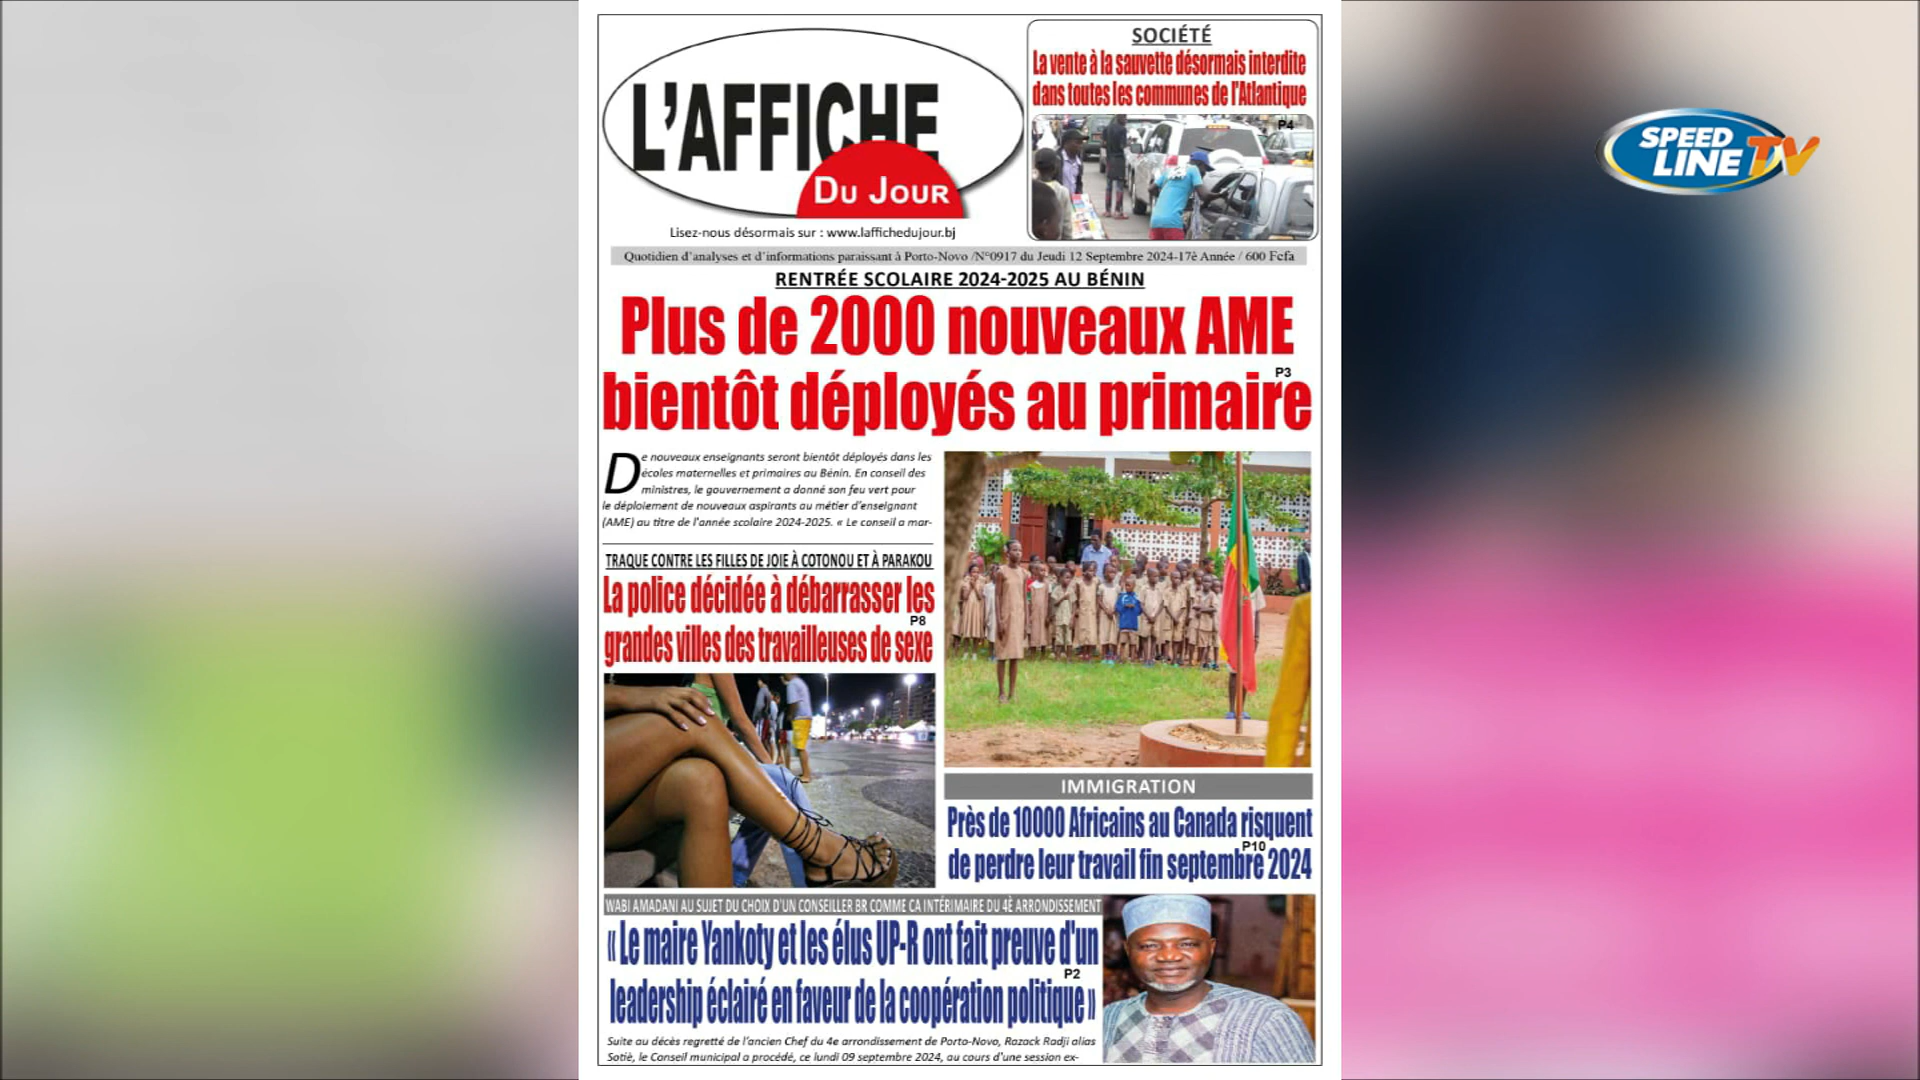 L'AFFICHE
DU JOUR
Lisez-nous désormais sur : www.laffichedujour.bj
SOCIÉTÉ
La vente à la sauvette désormais interdite
dans toutes les communes de l'Atlantique
P4
SPEED
LINE TV
Quotidien d'analyses et d'informations paraissant à Porto-Novo /N°0917 du Jeudi 12 Septembre 2024-17è Année / 600 Fcfa
RENTRÉE SCOLAIRE 2024-2025 AU BÉNIN
Plus de 2000 nouveaux AME
P3
bientôt déployés au primaire
De nouveaux enseignants seront bientôt déployés dans les
écoles maternelles et primaires au Bénin. En conseil des
ministres, le gouvernement a donné son feu vert pour
le déploiement de nouveaux aspirants au métier d'enseignant
(AME) au titre de l'année scolaire 2024-2025. « Le conseil a mar-
TRAQUE CONTRE LES FILLES DE JOIE À COTONOU ET À PARAKOU
La police décidée à débarrasser les
P8
grandes villes des travailleuses de sexe
IMMIGRATION
Près de 10000 Africains au Canada risquent
P10
de perdre leur travail fin septembre 2024
WABI AMADANI AU SUJET DU CHOIX D'UN CONSEILLER BR COMME CA INTÉRIMAIRE DU 4È ARRONDISSEMENT
« Le maire Yankoty et les élus UP-R ont fait preuve d'un
P2
leadership éclairé en faveur de la coopération politique »
Suite au décès regretté de l'ancien Chef du 4e arrondissement de Porto-Novo, Razack Radji alias
Satiè, le Conseil municipal a procédé, ce lundi 09 septembre 2024, au cours d'une session ex-